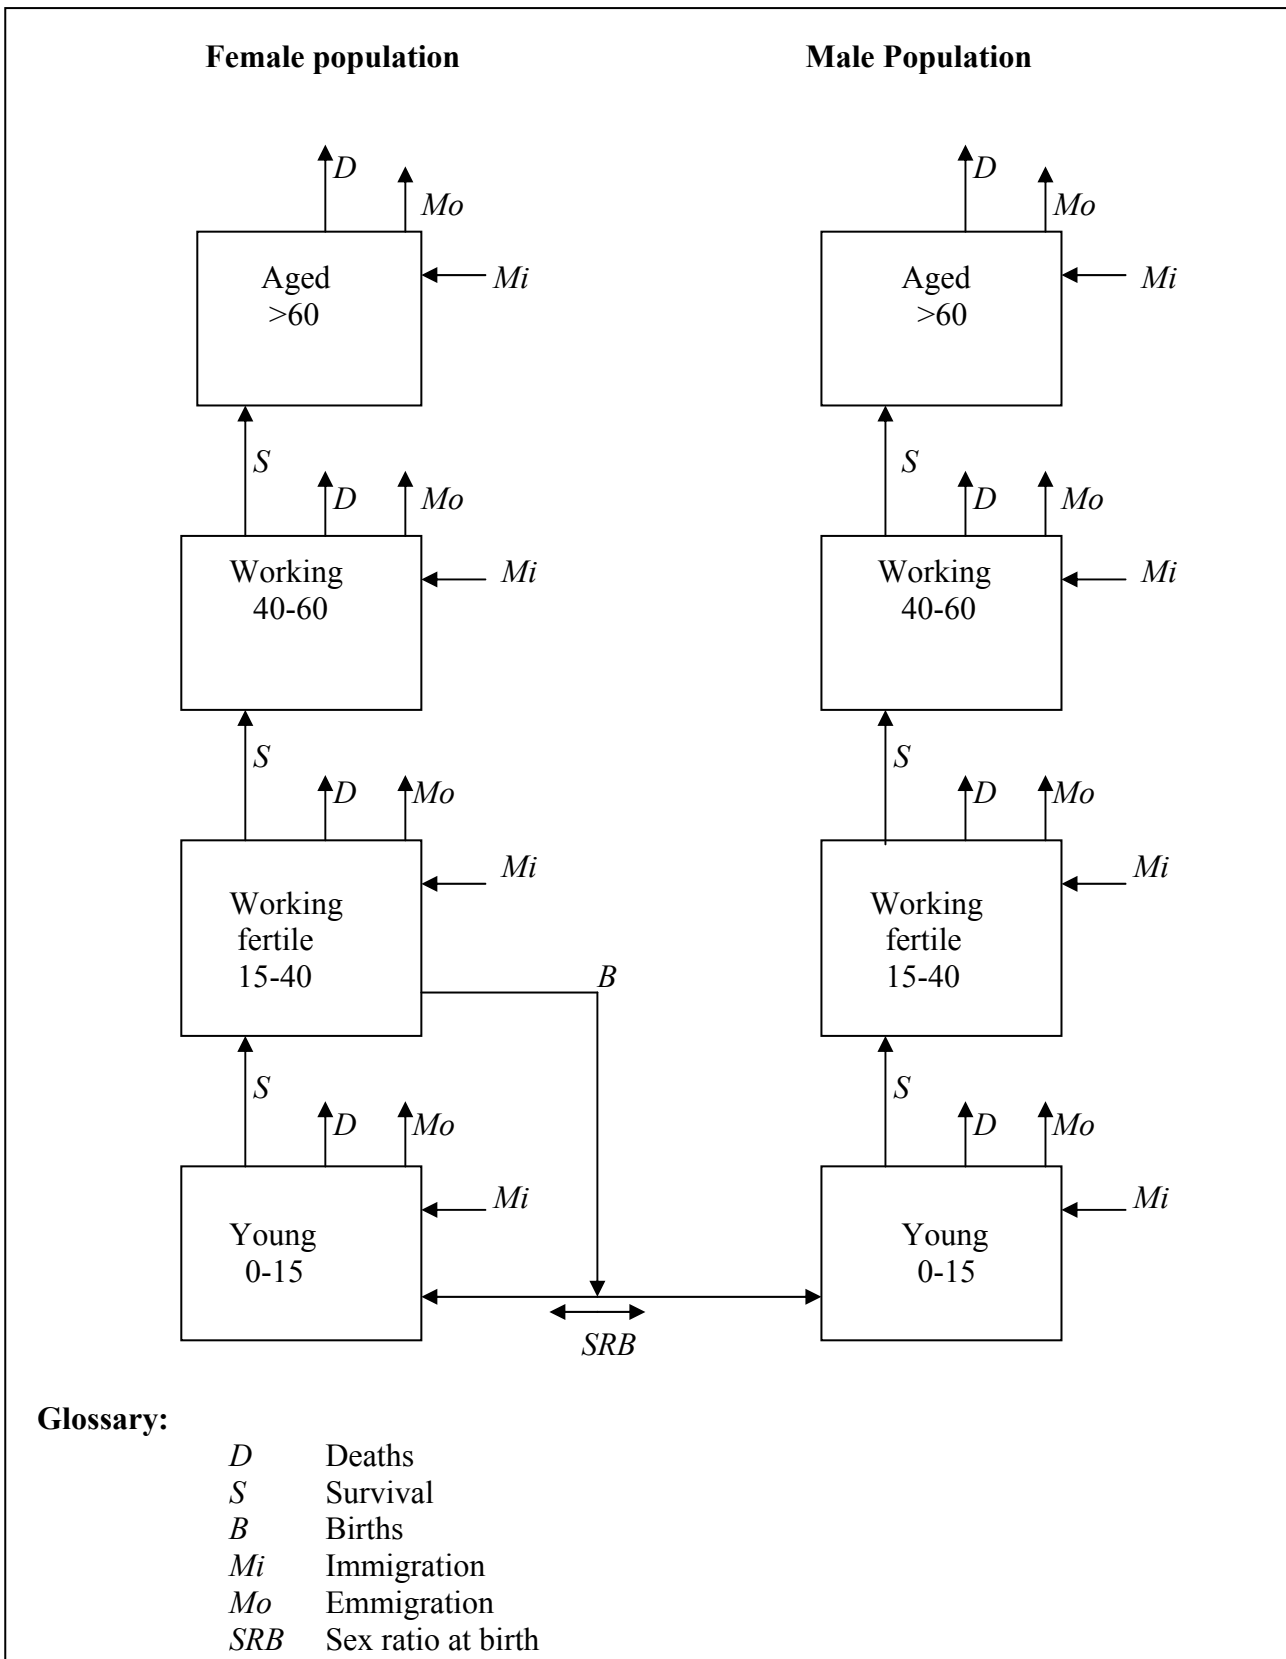 Female population
Male Population
D
D
Mo
Mo
Aged
>60
Mi
Aged
>60
Mi
S
S
D
Mo
D
Mo
Working
40-60
Mi
Working
40-60
Mi
S
S
D
Mo
D
Mo
Working
fertile
15-40
Mi
Working
fertile
15-40
Mi
B
S
S
D
Mo
D
Mo
Young
0-15
Mi
Young
0-15
Mi
SRB
Glossary:
D Deaths
S Survival
B Births
Mi Immigration
Mo Emmigration
SRB Sex ratio at birth